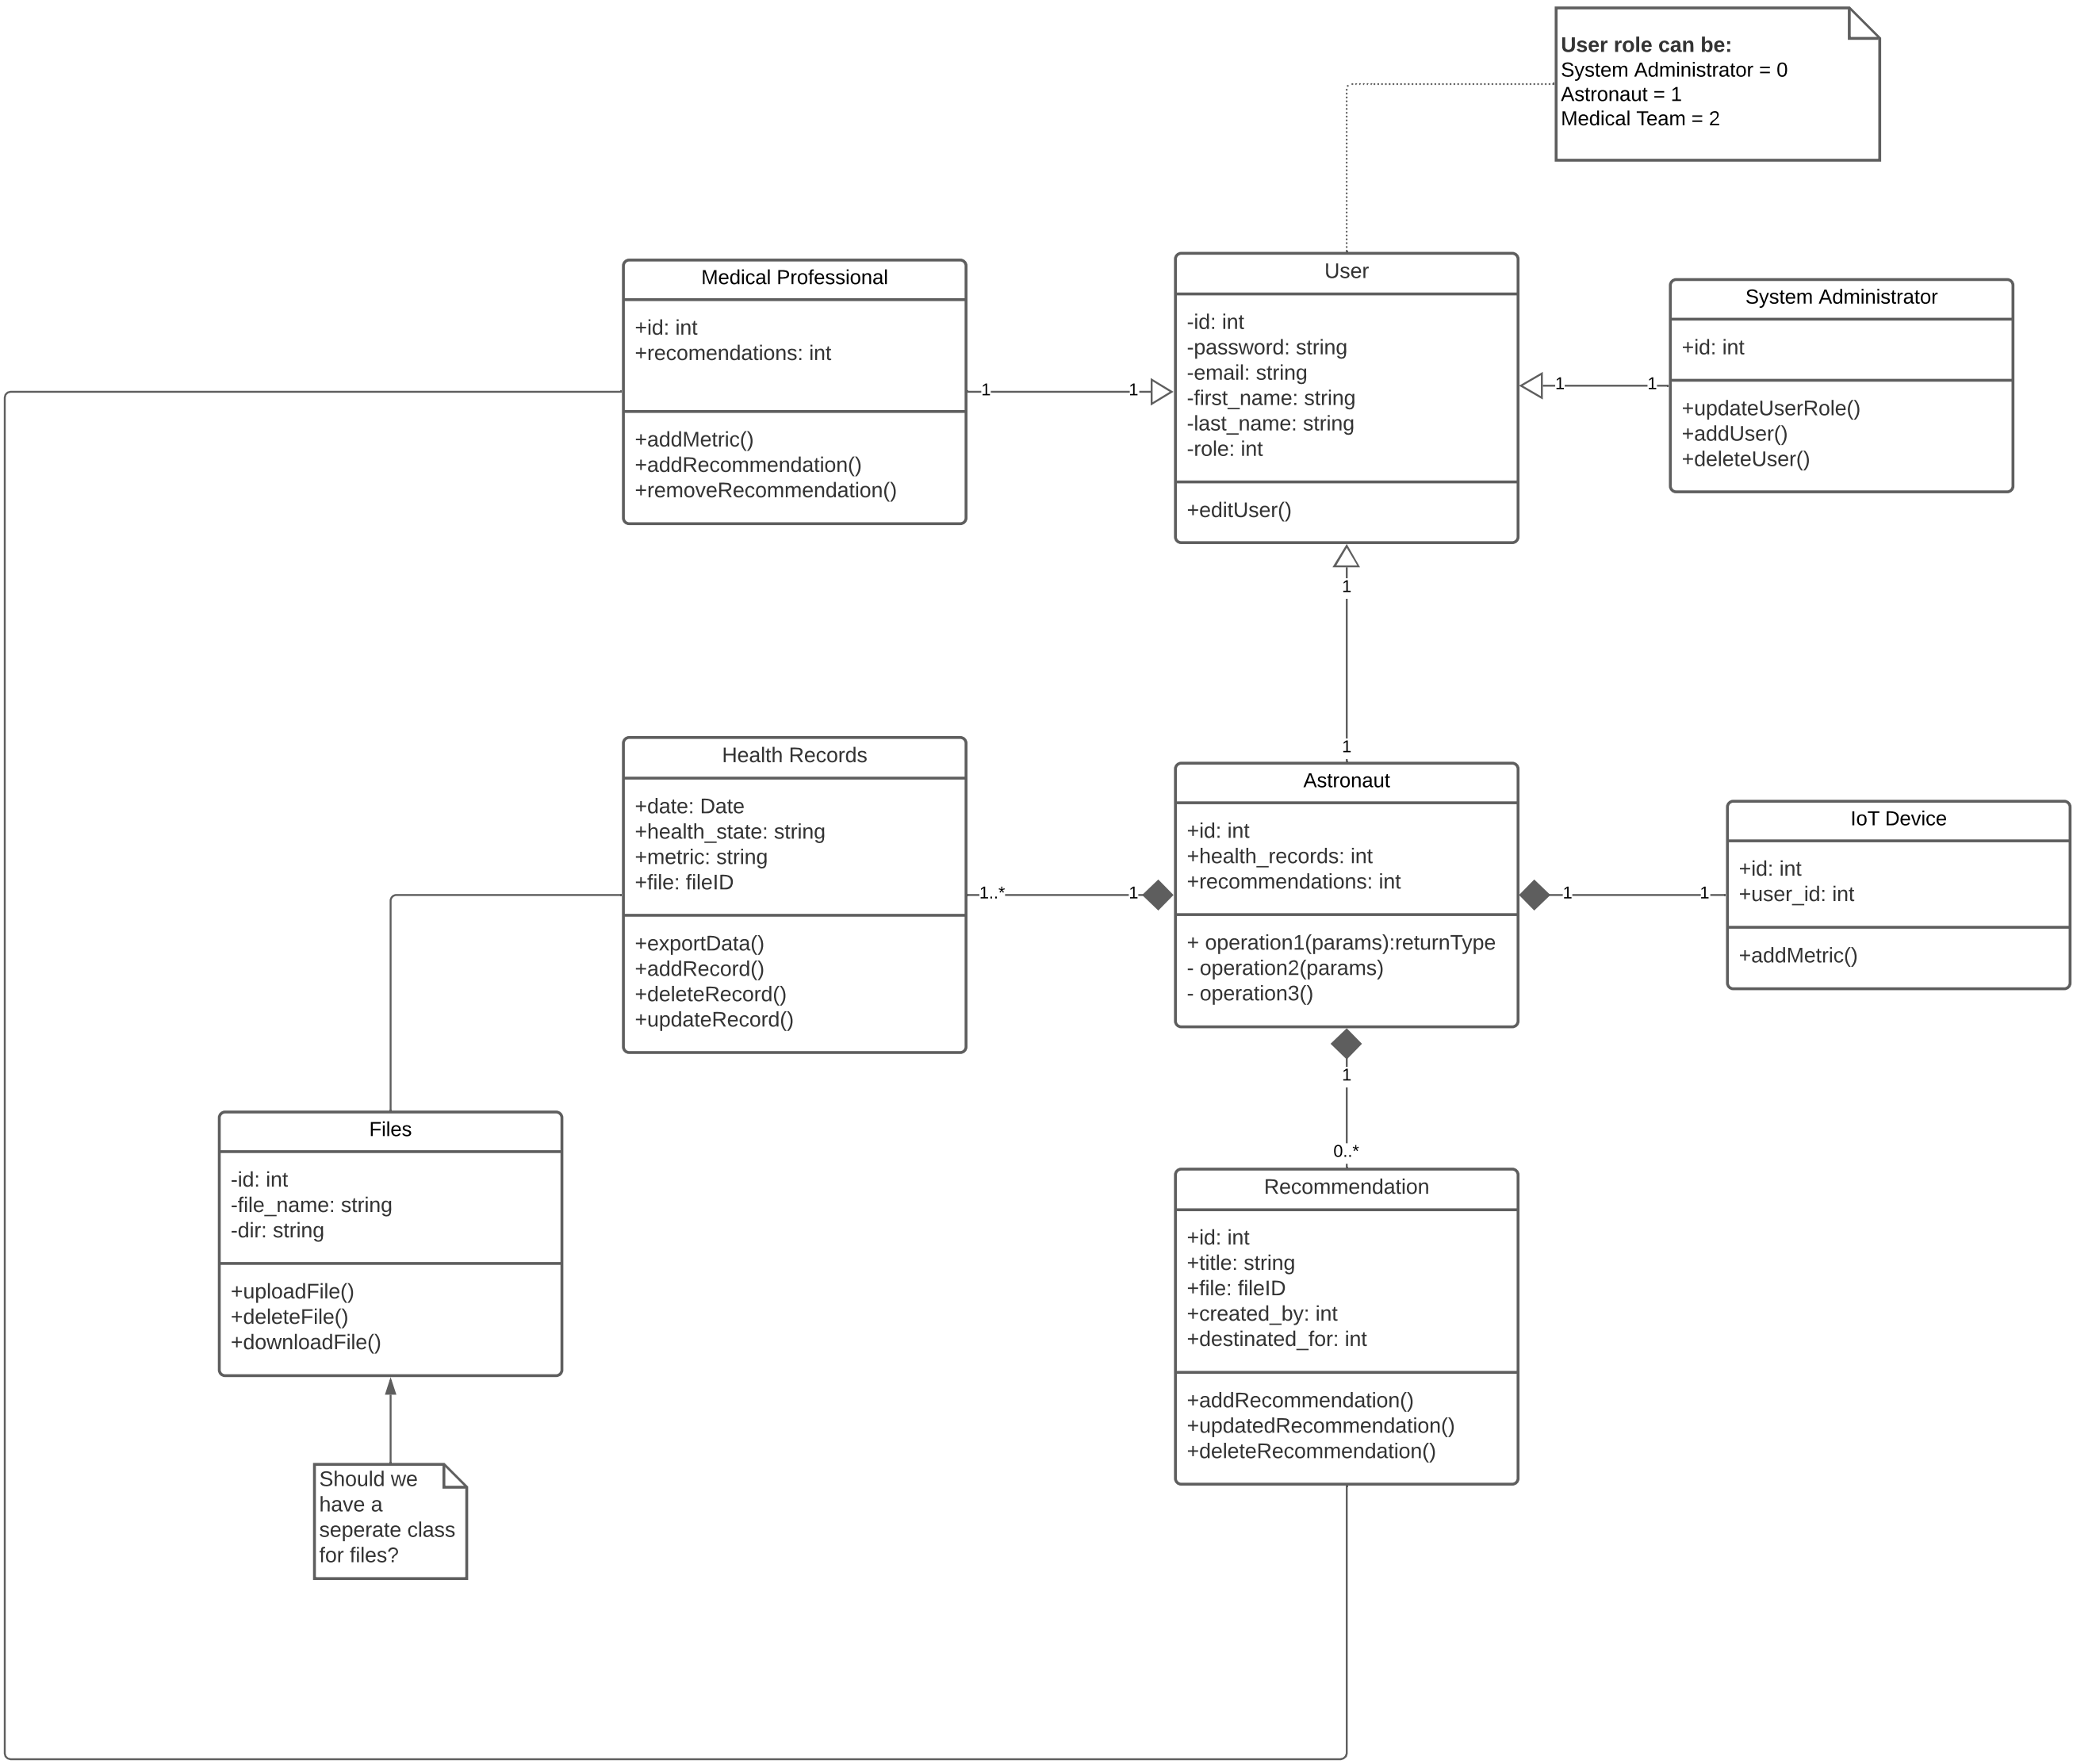 User role can be:
System Administrator = 0
Astronaut = 1
Medical Team = 2
Medical Professional
+id: int
+recomendations: int
+addMetric()
+addRecommendation()
+removeRecommendation()
1
1
User
-id: int
-password: string
-email: string
-first_name: string
-last_name: string
-role: int
+editUser()
1
1
System Administrator
+id: int
+updateUserRole()
+addUser()
+deleteUser()
1
1
Health Records
+date: Date
+health_state: string
+metric: string
+file: fileID
+exportData()
+addRecord()
+deleteRecord()
+updateRecord()
1..*
1
Astronaut
+id: int
+health_records: int
+recommendations: int
+ operation1(params):returnType
- operation2(params)
- operation3()
1
1
IoT Device
+id: int
+user_id: int
+addMetric()
1
0..*
Files
-id: int
-file_name: string
-dir: string
+uploadFile()
+deleteFile()
+downloadFile()
Recommendation
+id: int
+title: string
+file: fileID
+created_by: int
+destinated_for: int
+addRecommendation()
+updatedRecommendation()
+deleteRecommendation()
Should we
have a
seperate class
for files?